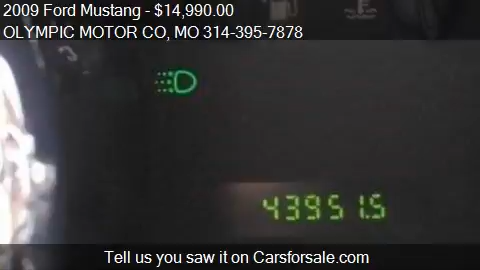 2009 Ford Mustang - $14,990.00
OLYMPIC MOTOR CO, MO 314-395-7878
43951.5
Tell us you saw it on Carsforsale.com